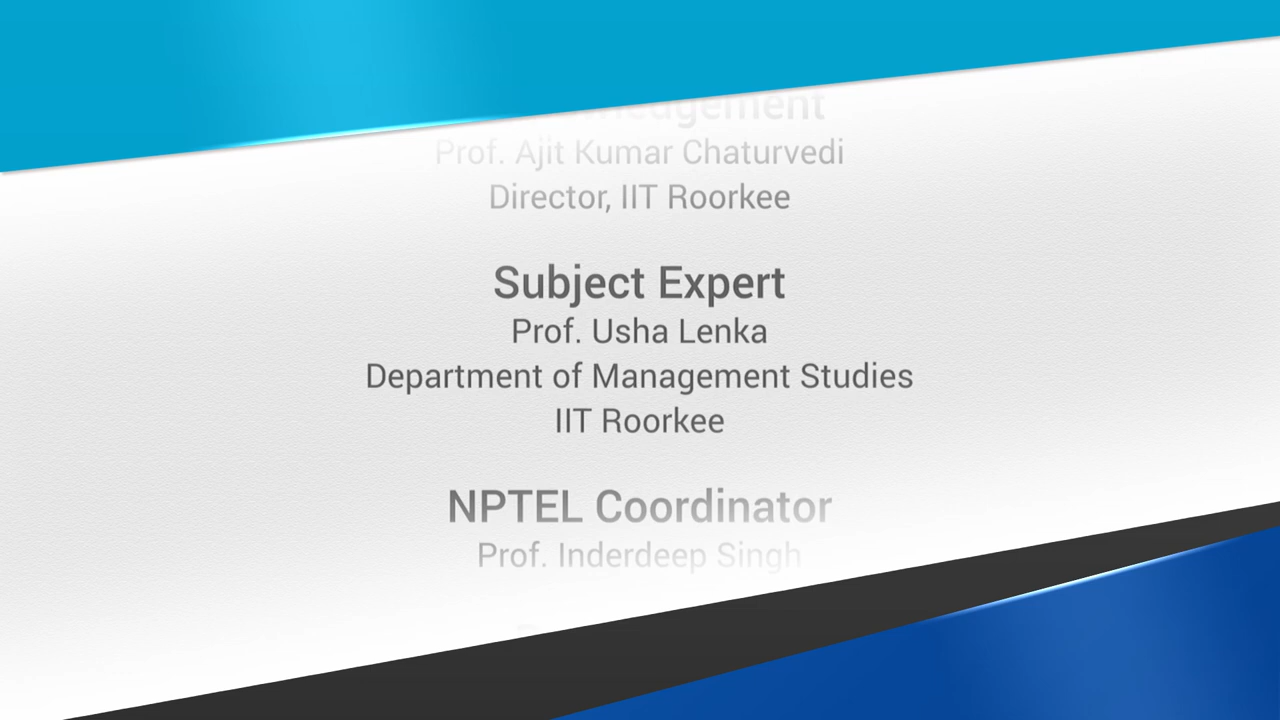 Prof. Ajit Kumar Chaturvedi
Director, IIT Roorkee
Subject Expert
Prof. Usha Lenka
Department of Management Studies
IIT Roorkee
NPTEL Coordinator
Prof. Inderdeep Singh